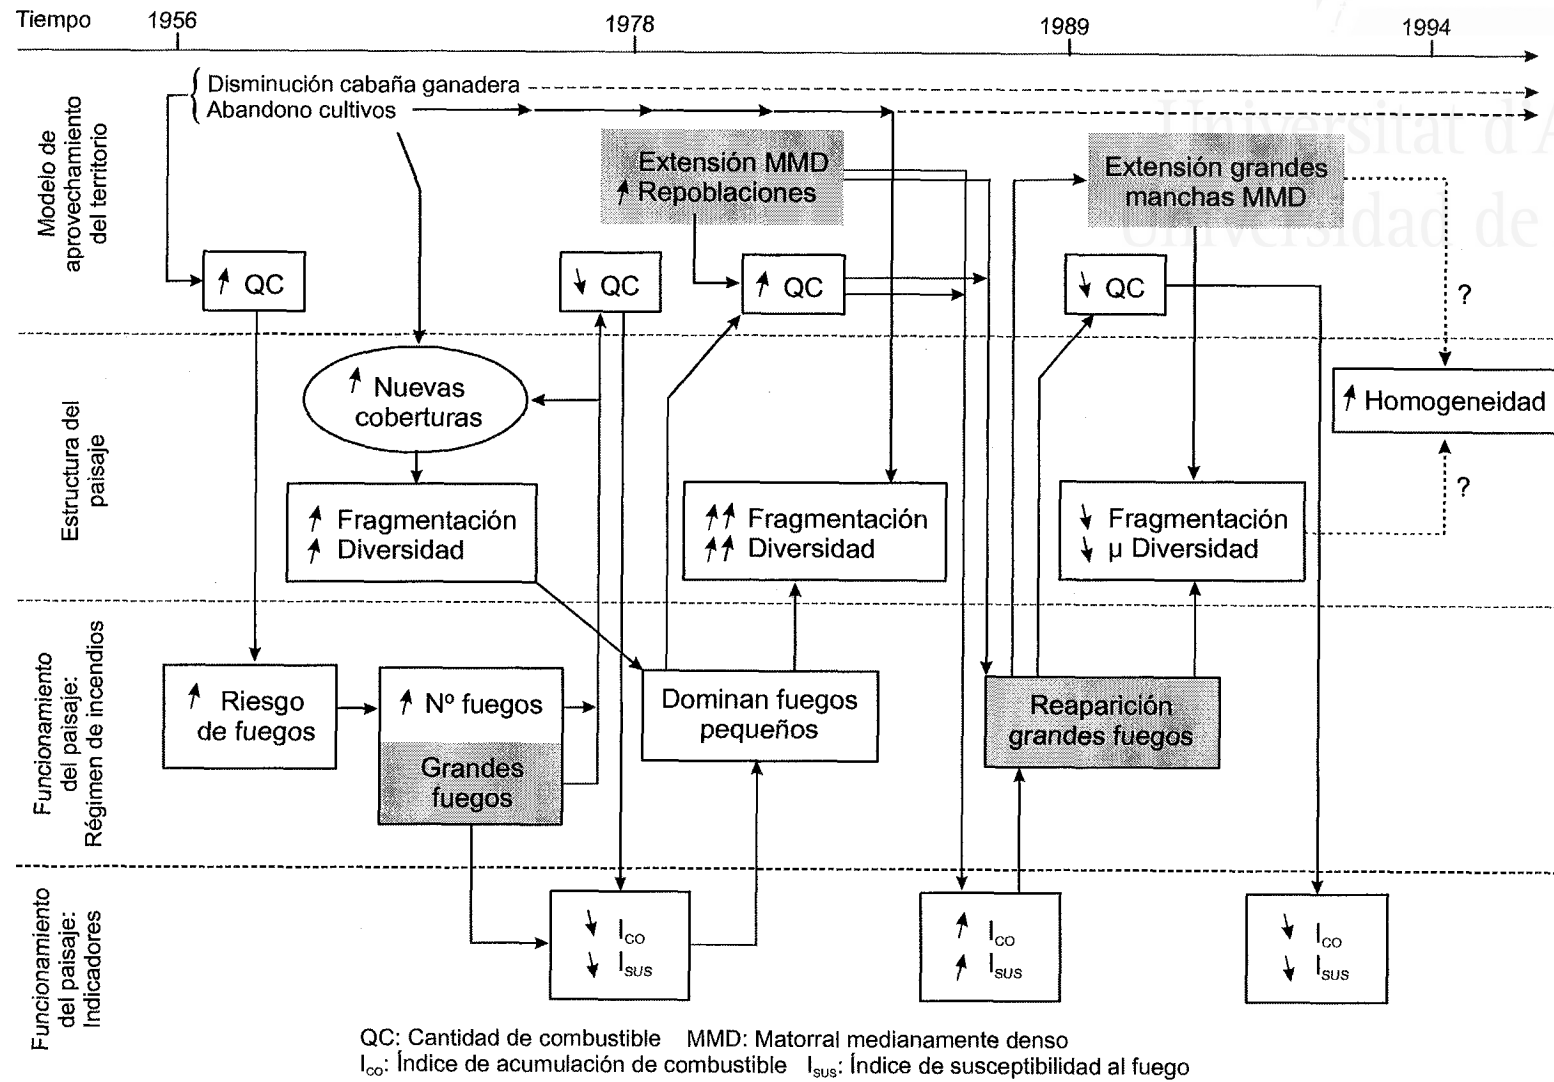 Tiempo 1956 1978 1989 1994
Modelo de
aprovechamiento
del territorio
Disminución cabaña ganadera
Abandono cultivos
Extensión MMD
Repoblaciones
Extensión grandes
manchas MMD
QC
QC
QC
QC
?
Estructura del
paisaje
Nuevas
coberturas
Homogeneidad
?
Fragmentación
Diversidad
Fragmentación
Diversidad
Fragmentación
µ Diversidad
Funcionamiento
del paisaje:
Régimen de incendios
Riesgo
de fuegos
Nº fuegos
Grandes
fuegos
Dominan fuegos
pequeños
Reaparición
grandes fuegos
Funcionamiento
del paisaje:
Indicadores
ICO
ISUS
ICO
ISUS
ICO
ISUS
QC: Cantidad de combustible MMD: Matorral medianamente denso
Ico: Índice de acumulación de combustible Isus: Índice de susceptibilidad al fuego
Universitat d'A
Universidad de